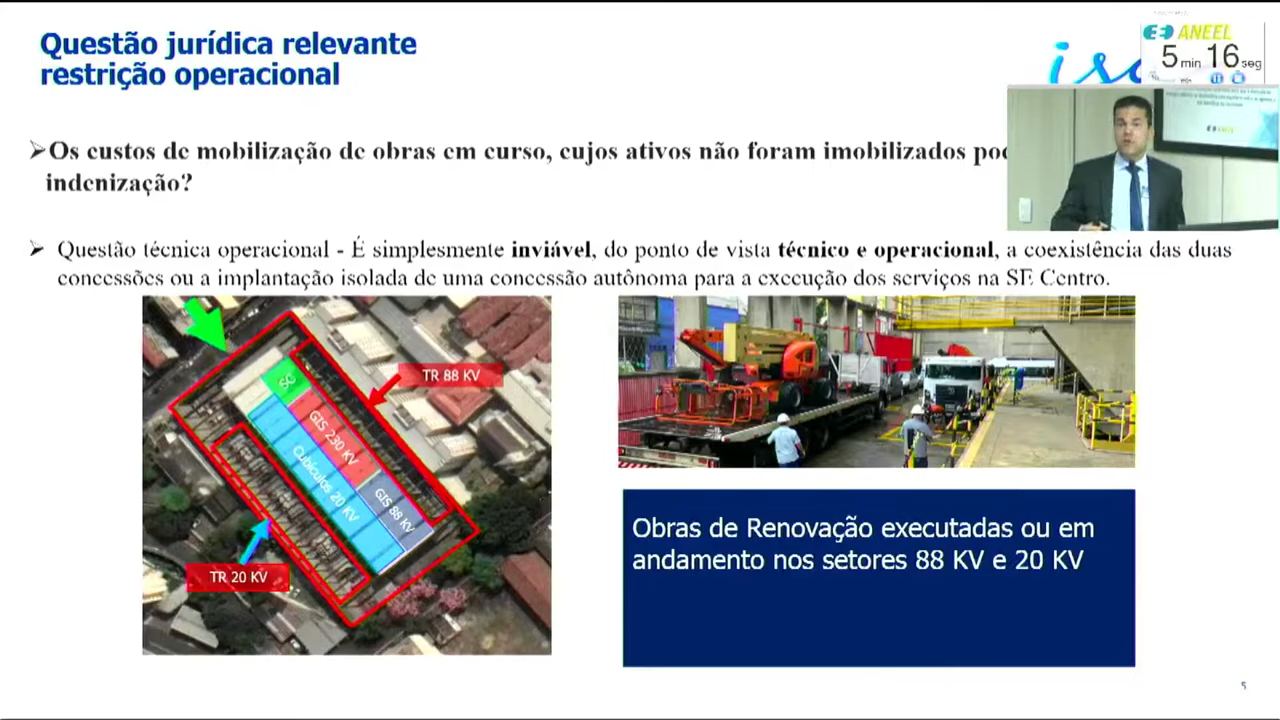 Questão jurídica relevante
restrição operacional
ANEEL
5 min 16 seg
➢Os custos de mobilização de obras em curso, cujos ativos não foram imobilizados
indenização?
➢ Questão técnica operacional - É simplesmente inviável, do ponto de vista técnico e operacional, a coexistência das duas
concessões ou a implantação isolada de uma concessão autônoma para a execução dos serviços na SE Centro.
TR 88 KV
SC
GIS 230 KV
Cubículos 20 KV
GIS 88 KV
TR 20 KV
Obras de Renovação executadas ou em
andamento nos setores 88 KV e 20 KV
5